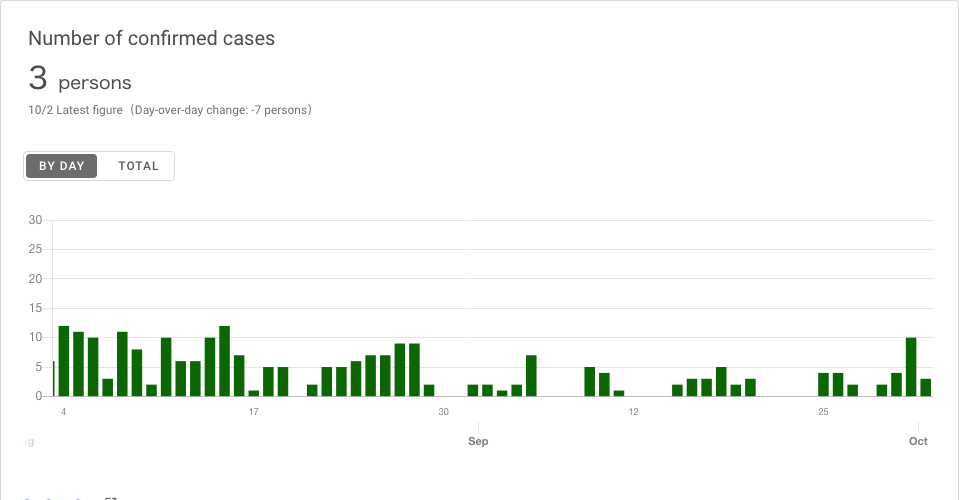 Number of confirmed cases
3 persons
10/2 Latest figure（Day-over-day change: -7 persons）
BY DAY TOTAL
30
25
20
15
10
5
0
4 17 30 12 25
g Sep Oct